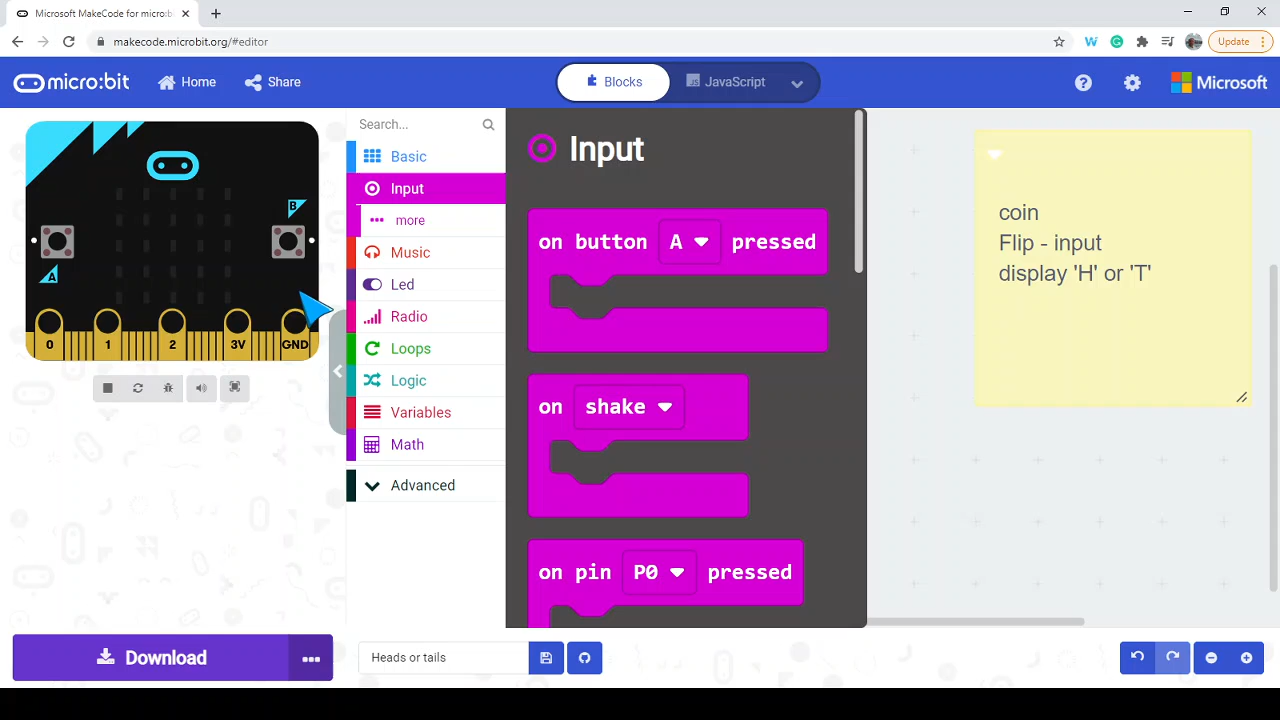 Microsoft MakeCode for micro:b
makecode.microbit.org/#editor
Update
micro:bit
Home
Share
Blocks
JS
JavaScript
?
Microsoft
B
A
0
1
2
3V
GND
Search...
Basic
Input
more
Music
Led
Radio
Loops
Logic
Variables
Math
Advanced
Input
on button A pressed
on shake
on pin P0 pressed
coin
Flip - input
display 'H' or 'T'
Download
Heads or tails